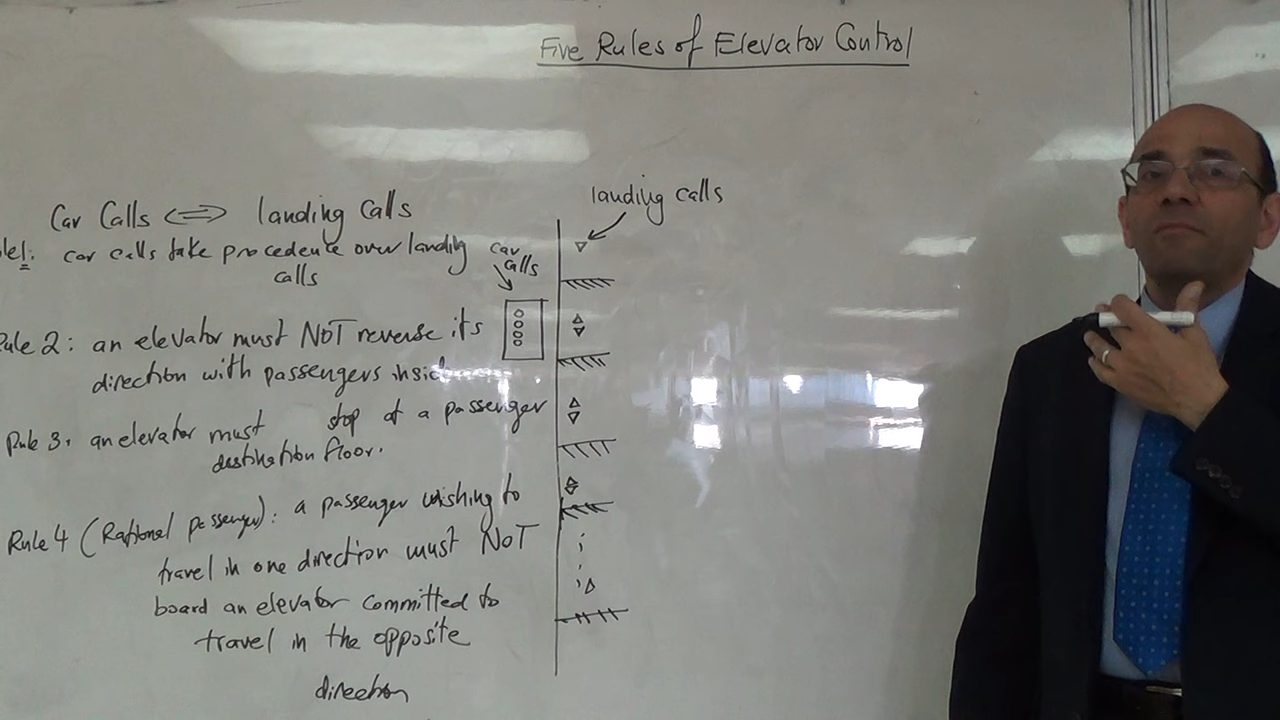 Five Rules of Elevator Control
Car Calls ⇔ landing Calls
ule1: car calls take procedence over landing
calls
Rule 2: an elevator must NOT reverse its
direction with passengers insid
Rule 3: an elevator must stop at a passenger
destination floor.
Rule 4 (Rational passenger): a passenger wishing to
travel in one direction must NOT
board an elevator committed to
travel in the opposite
direction
landing calls
car
calls